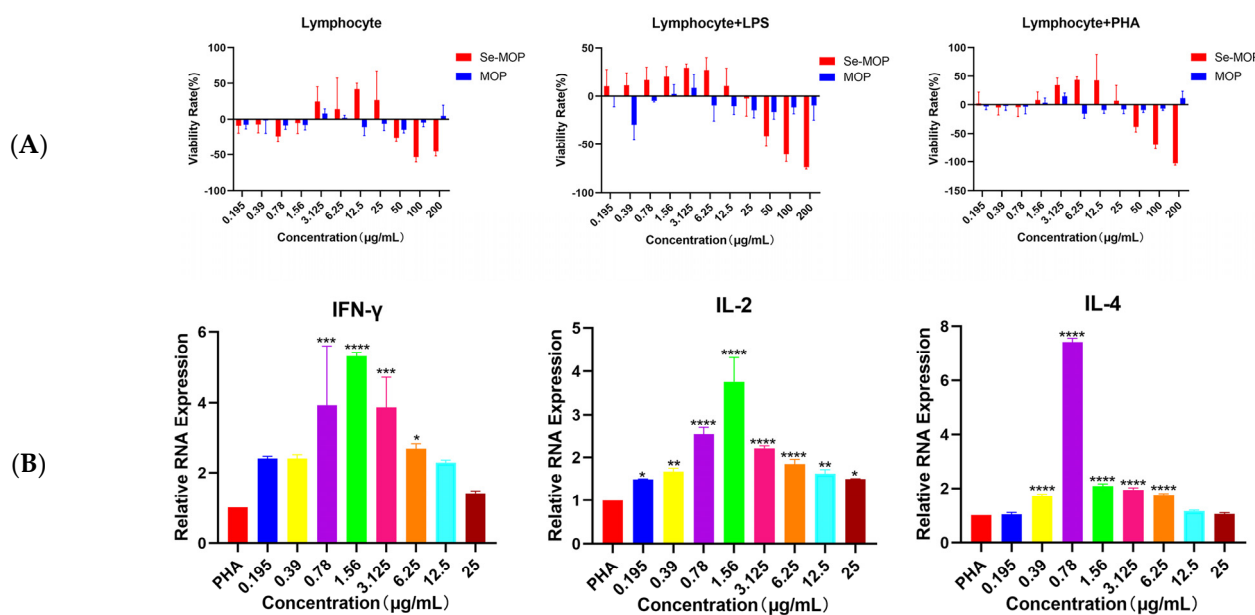 (A)
Lymphocyte
Viability Rate(%)
100
50
0
-50
-100
Se-MOP
MOP
0.195 0.39 0.78 1.56 3.125 6.25 12.5 25 50 100 200
Concentration(μg/mL)
Lymphocyte+LPS
Viability Rate(%)
50
0
-50
-100
Se-MOP
MOP
0.195 0.39 0.78 1.56 3.125 6.25 12.5 25 50 100 200
Concentration(μg/mL)
Lymphocyte+PHA
Viability Rate(%)
100
50
0
-50
-100
-150
Se-MOP
MOP
0.195 0.39 0.78 1.56 3.125 6.25 12.5 25 50 100 200
Concentration(μg/mL)
(B)
IFN-γ
Relative RNA Expression
6
4
2
0
*** **** *** *
PHA 0.195 0.39 0.78 1.56 3.125 6.25 12.5 25
Concentration(μg/mL)
IL-2
Relative RNA Expression
5
4
3
2
1
0
* ** **** **** **** **** ** *
PHA 0.195 0.39 0.78 1.56 3.125 6.25 12.5 25
Concentration(μg/mL)
IL-4
Relative RNA Expression
8
6
4
2
0
**** **** **** **** ****
PHA 0.195 0.39 0.78 1.56 3.125 6.25 12.5 25
Concentration(μg/mL)